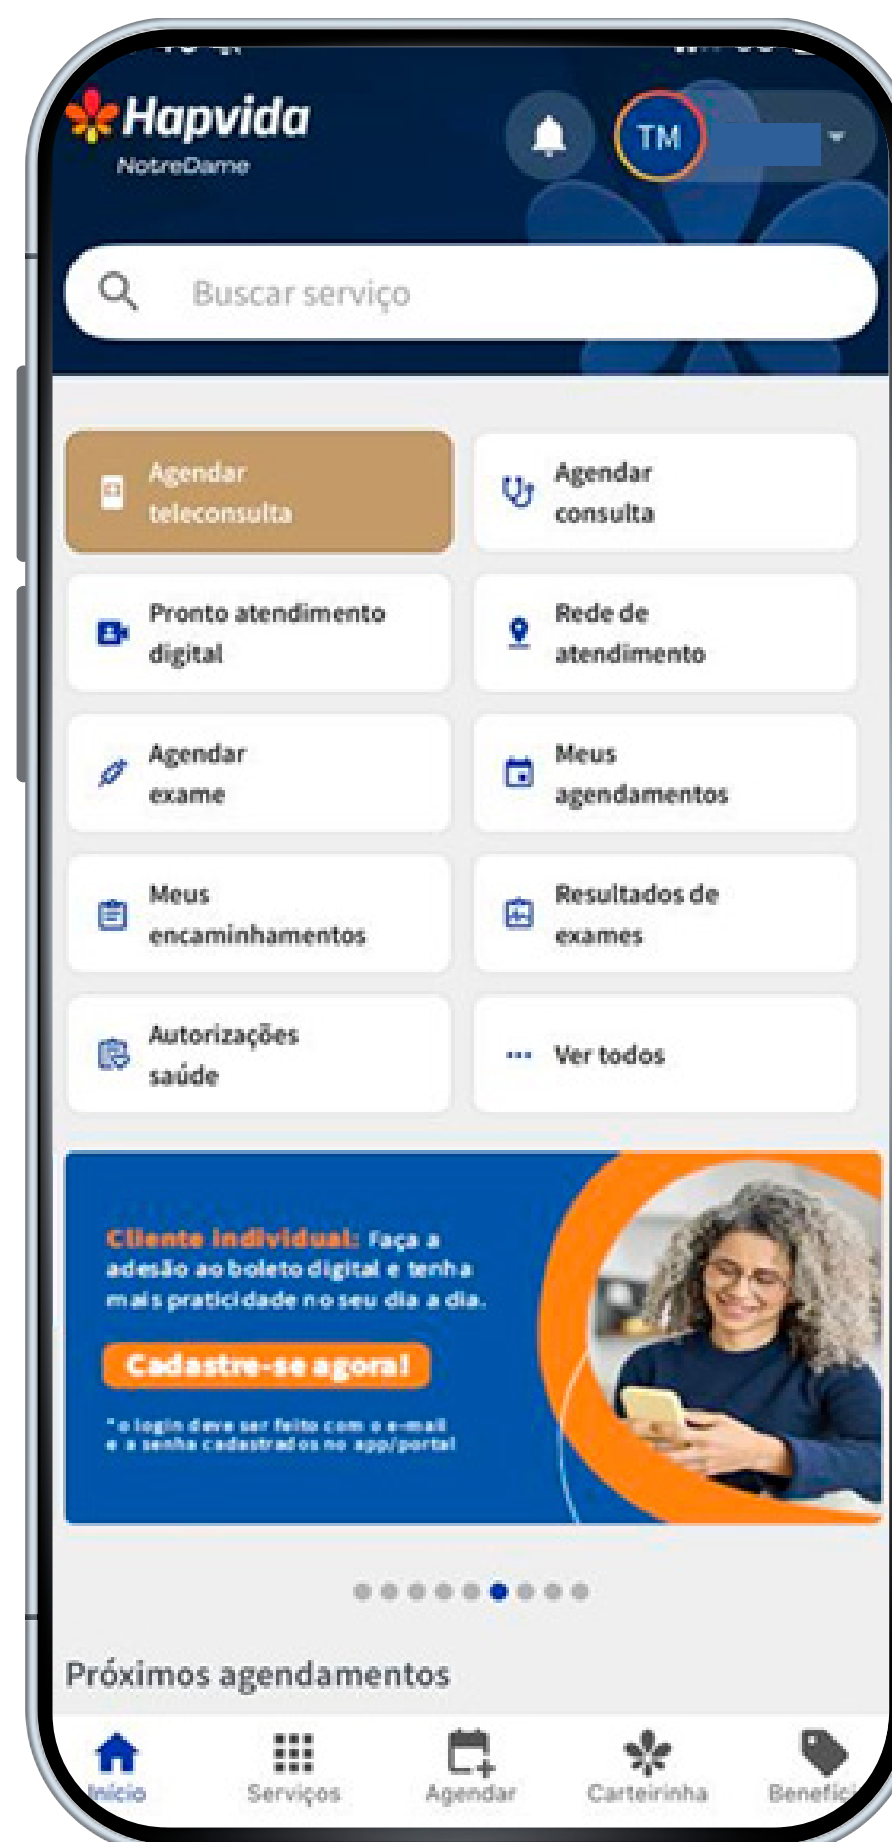 Hapvida
NotreDame
TM
Buscar serviço
Agendar
teleconsulta
Agendar
consulta
Pronto atendimento
digital
Rede de
atendimento
Agendar
exame
Meus
agendamentos
Meus
encaminhamentos
Resultados de
exames
Autorizações
saúde
Ver todos
Cliente individual: Faça a
adesão ao boleto digital e tenha
mais praticidade no seu dia a dia.
Cadastre-se agora!
*o login deve ser feito com o e-mail
e a senha cadastrados no app/portal
Próximos agendamentos
Início
Serviços
Agendar
Carteirinha